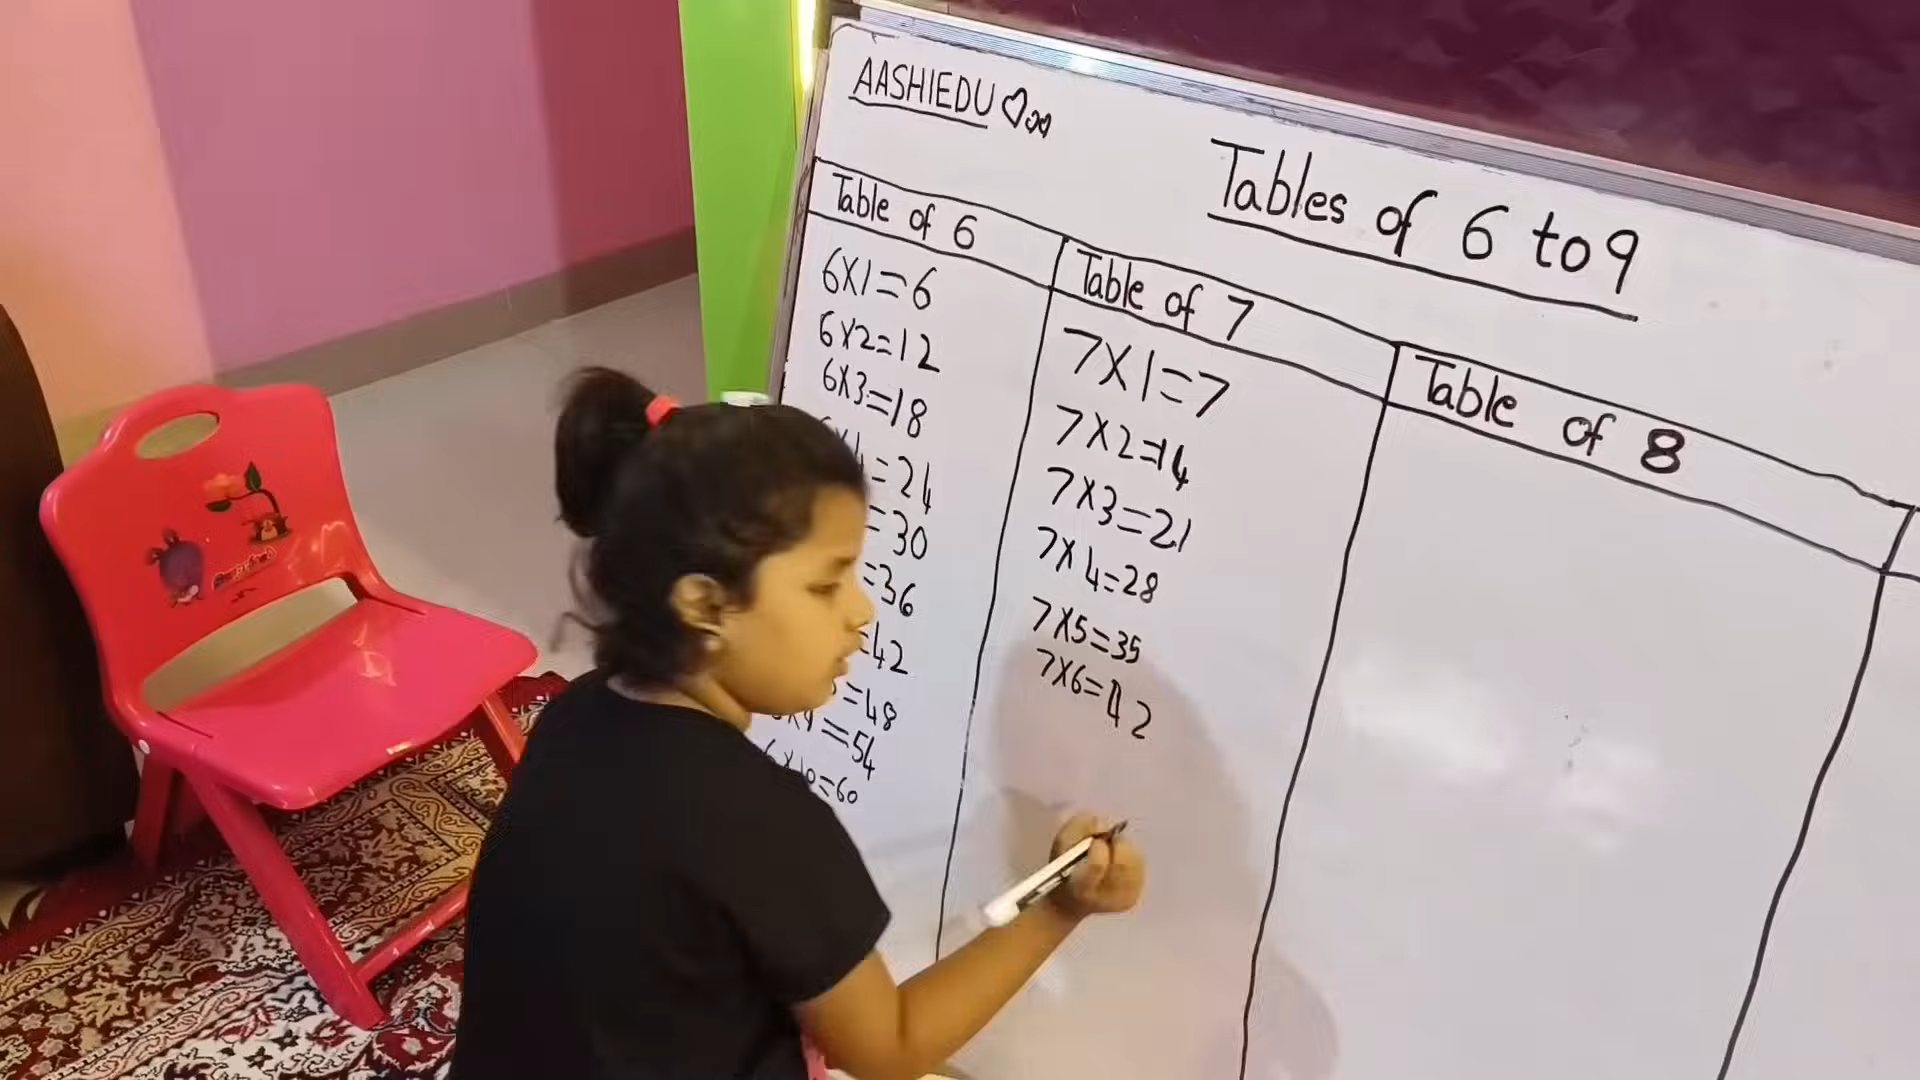 AASHIEDU
Tables of 6 to 9
Table of 6
6X1=6
6X2=12
6X3=18
=24
=30
=36
=42
=48
=54
6X10=60
Table of 7
7X1=7
7X2=14
7X3=21
7X4=28
7X5=35
7X6=42
Table of 8